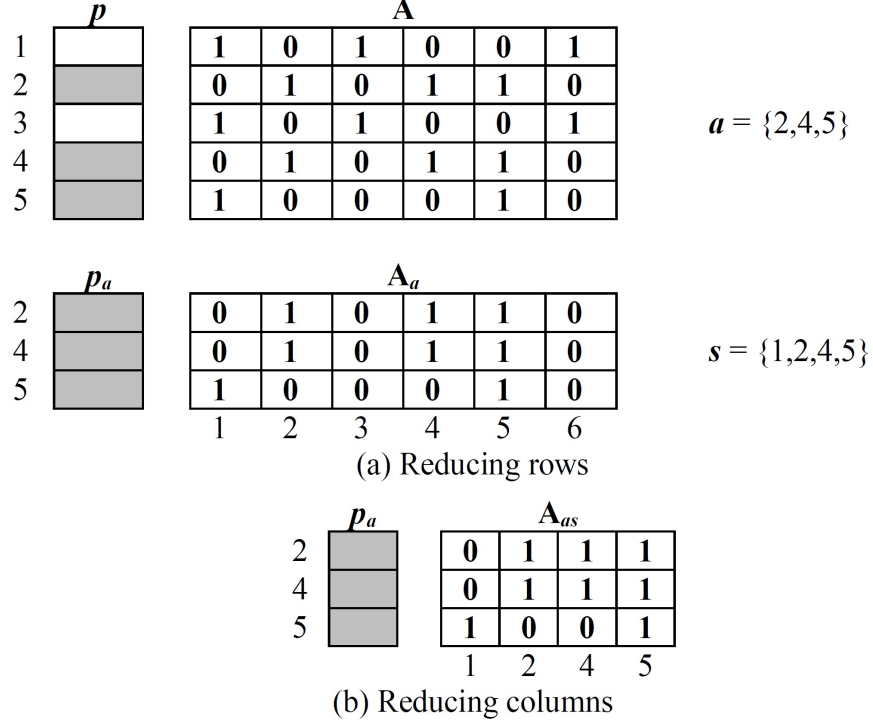 p A
1 1 0 1 0 0 1
2 0 1 0 1 1 0
3 1 0 1 0 0 1 a = {2,4,5}
4 0 1 0 1 1 0
5 1 0 0 0 1 0
pa Aa
2 0 1 0 1 1 0
4 0 1 0 1 1 0 s = {1,2,4,5}
5 1 0 0 0 1 0
1 2 3 4 5 6
(a) Reducing rows
pa Aas
2 0 1 1 1
4 0 1 1 1
5 1 0 0 1
1 2 4 5
(b) Reducing columns